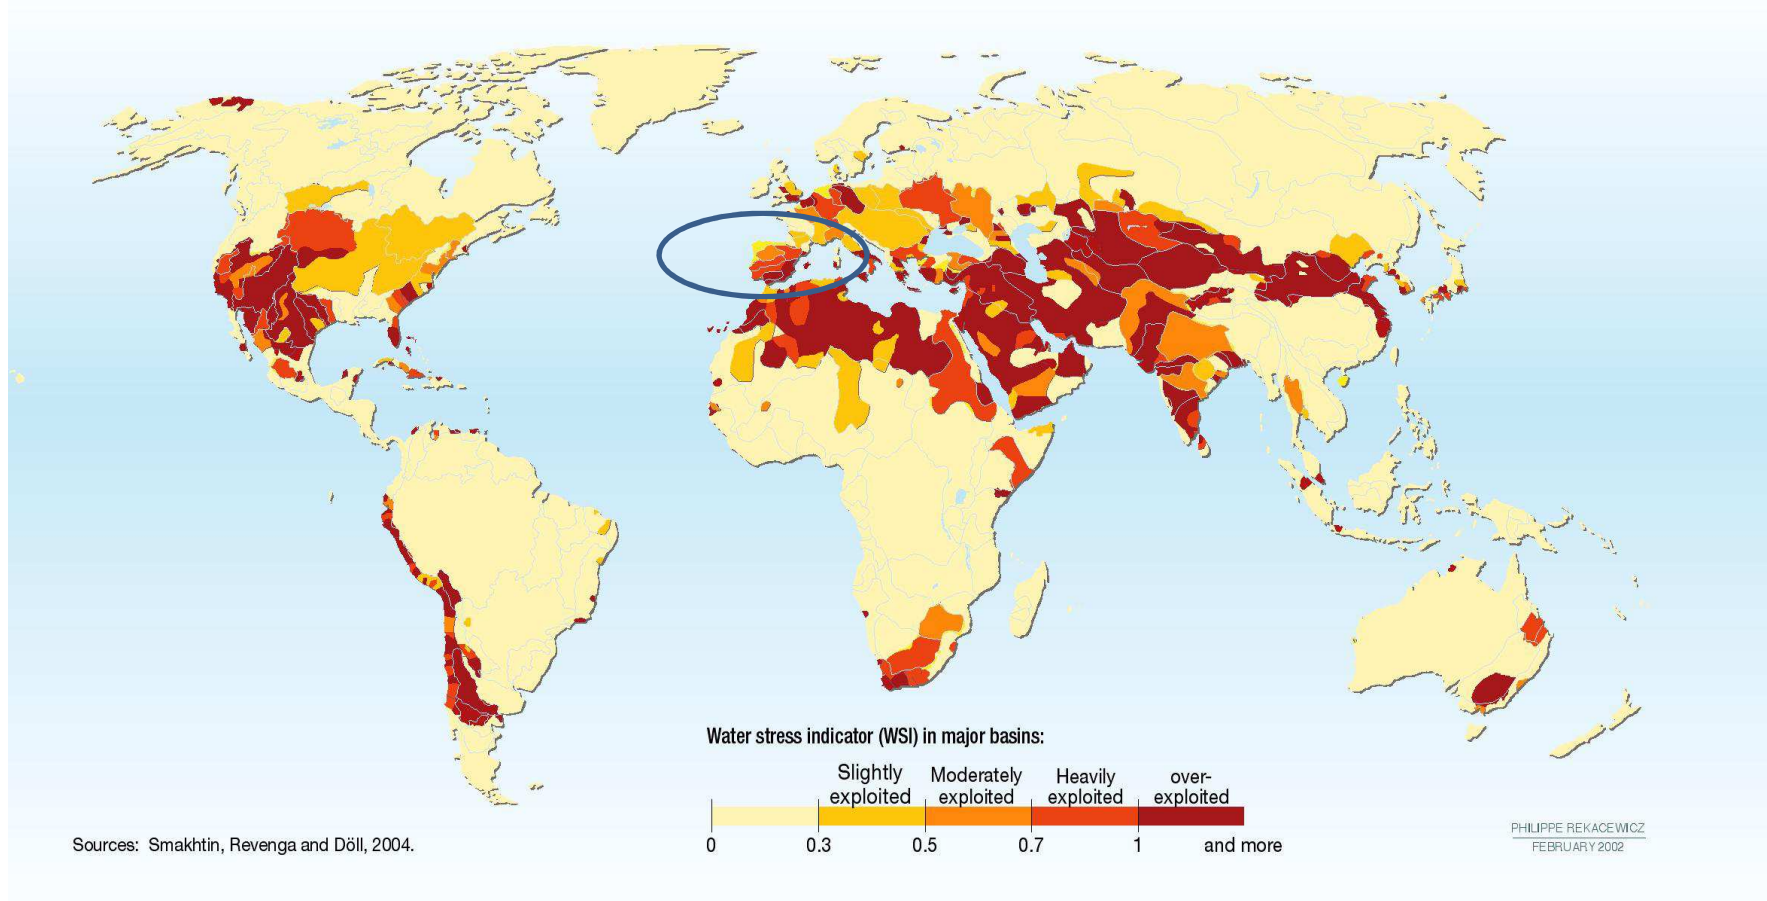 Water stress indicator (WSI) in major basins:
Slightly exploited
Moderately exploited
Heavily exploited
over-exploited
0 0.3 0.5 0.7 1 and more
Sources: Smakhtin, Revenga and Döll, 2004.
PHILIPPE REKACEWICZ
FEBRUARY 2002